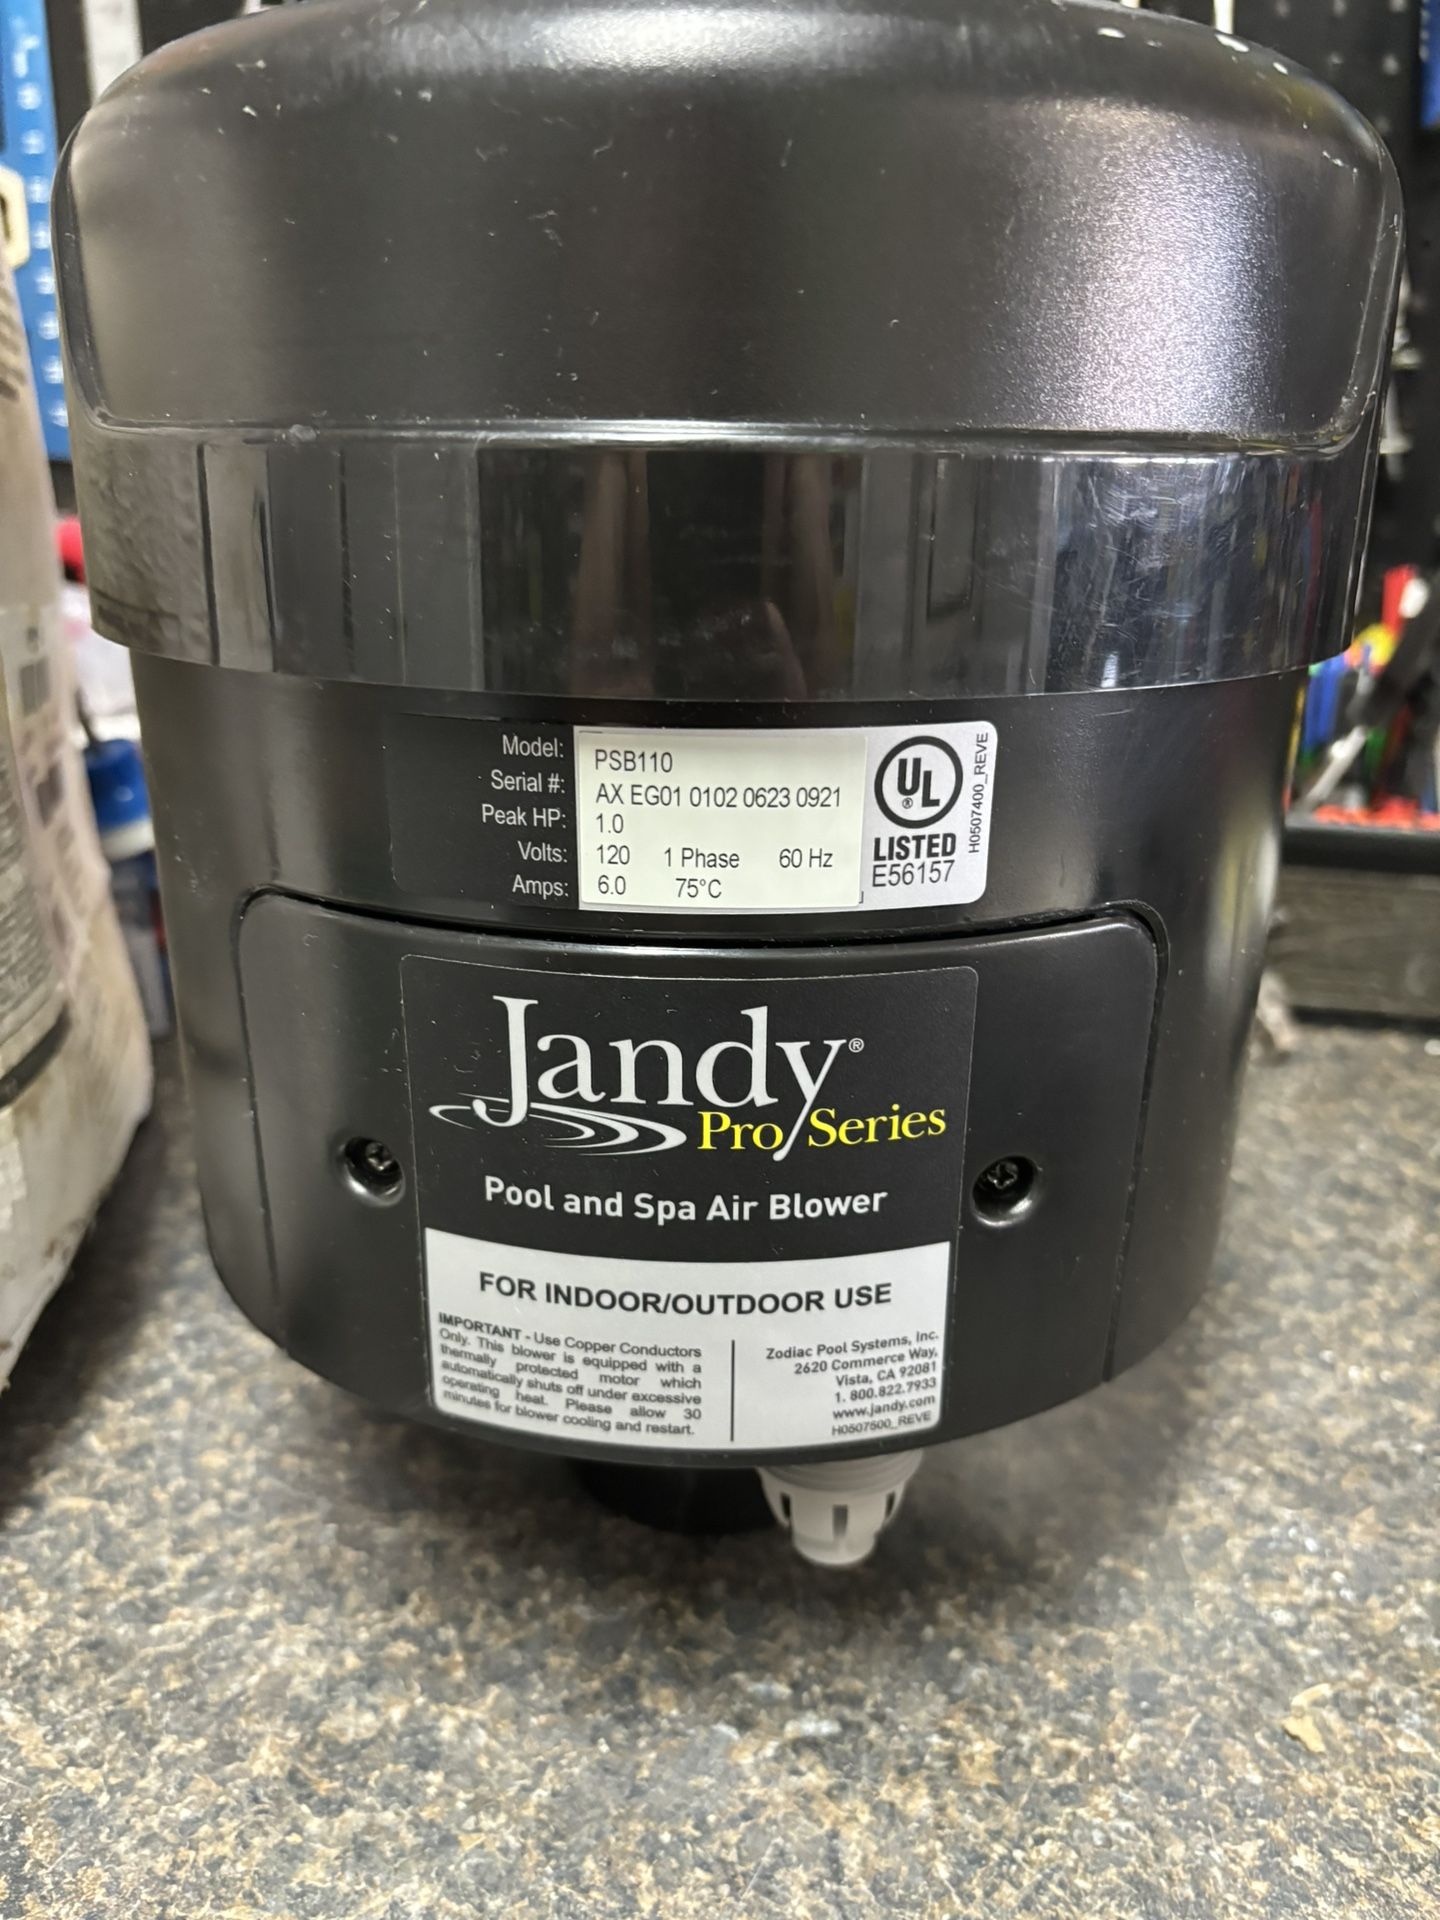 Model: PSB110
Serial #: AX EG01 0102 0623 0921
Peak HP: 1.0
Volts: 120 1 Phase 60 Hz
Amps: 6.0 75°C
UL
®
LISTED
E56157
H0507400_REVE
Jandy®
Pro Series
Pool and Spa Air Blower
FOR INDOOR/OUTDOOR USE
IMPORTANT - Use Copper Conductors
Only. This blower is equipped with a
thermally protected motor which
automatically shuts off under excessive
operating heat. Please allow 30
minutes for blower cooling and restart.
Zodiac Pool Systems, Inc.
2620 Commerce Way,
Vista, CA 92081
1. 800.822.7933
www.jandy.com
H0507500_REVE